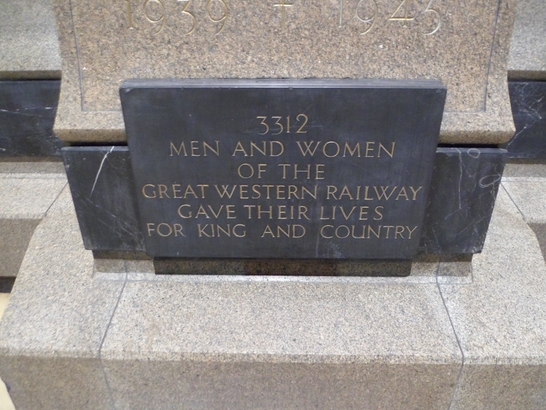 1939 + 1945
3312
MEN AND WOMEN
OF THE
GREAT WESTERN RAILWAY
GAVE THEIR LIVES
FOR KING AND COUNTRY